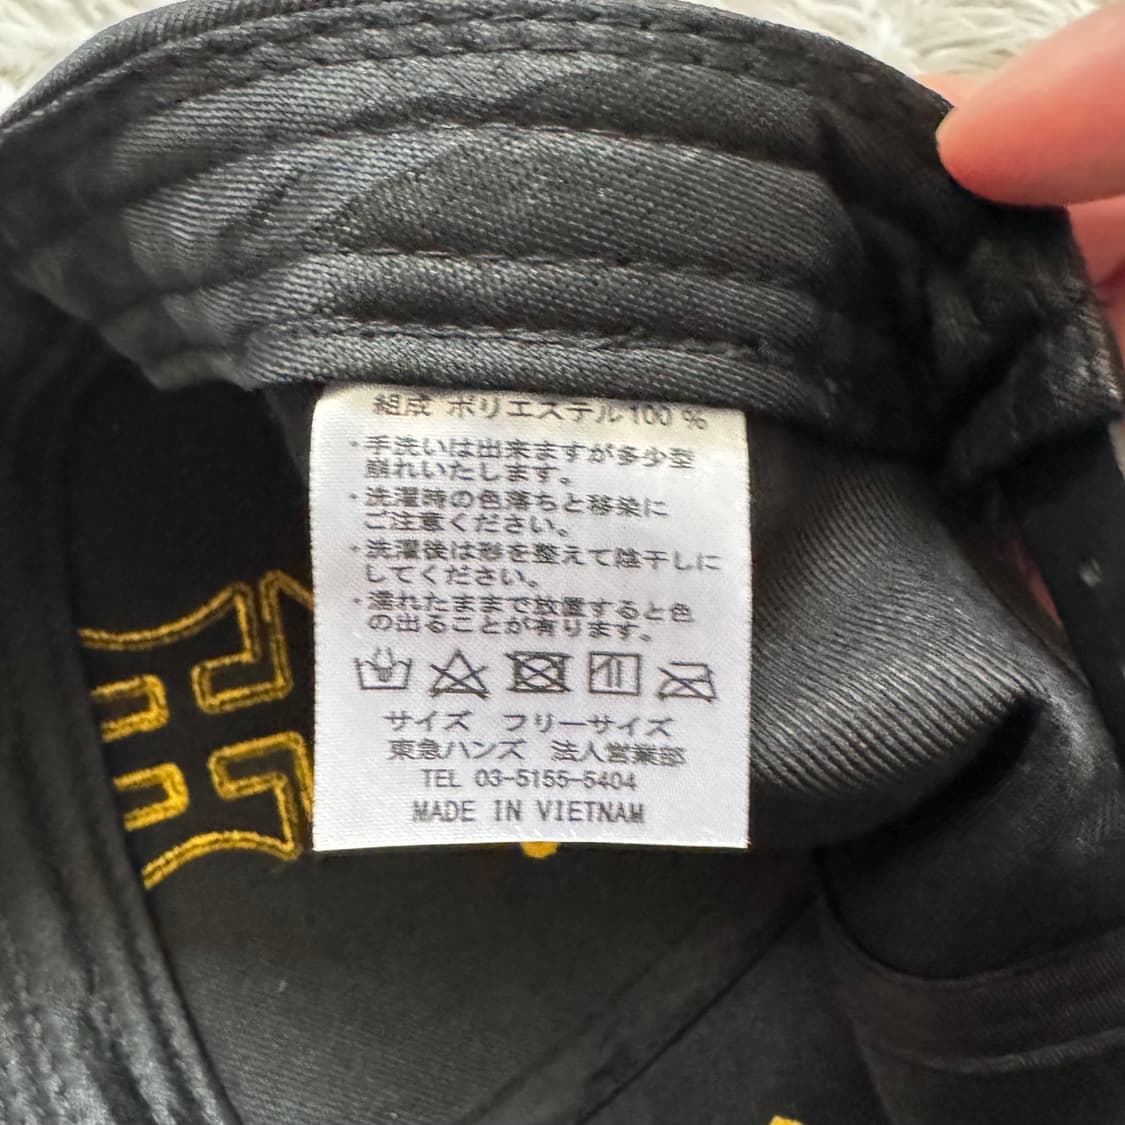 組成 ポリエステル100%
・手洗いは出来ますが多少型
崩れいたします。
・洗濯時の色落ちと移染に
ご注意ください。
・洗濯後は形を整えて陰干しに
してください。
・濡れたままで放置すると色
の出ることが有ります。
サイズ フリーサイズ
東急ハンズ 法人営業部
TEL 03-5155-5404
MADE IN VIETNAM